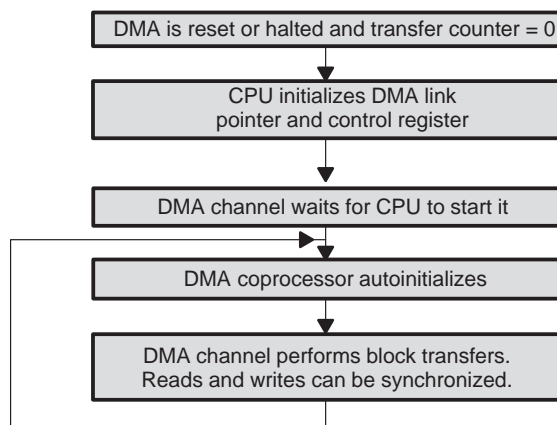 DMA is reset or halted and transfer counter = 0
CPU initializes DMA link
pointer and control register
DMA channel waits for CPU to start it
DMA coprocessor autoinitializes
DMA channel performs block transfers.
Reads and writes can be synchronized.